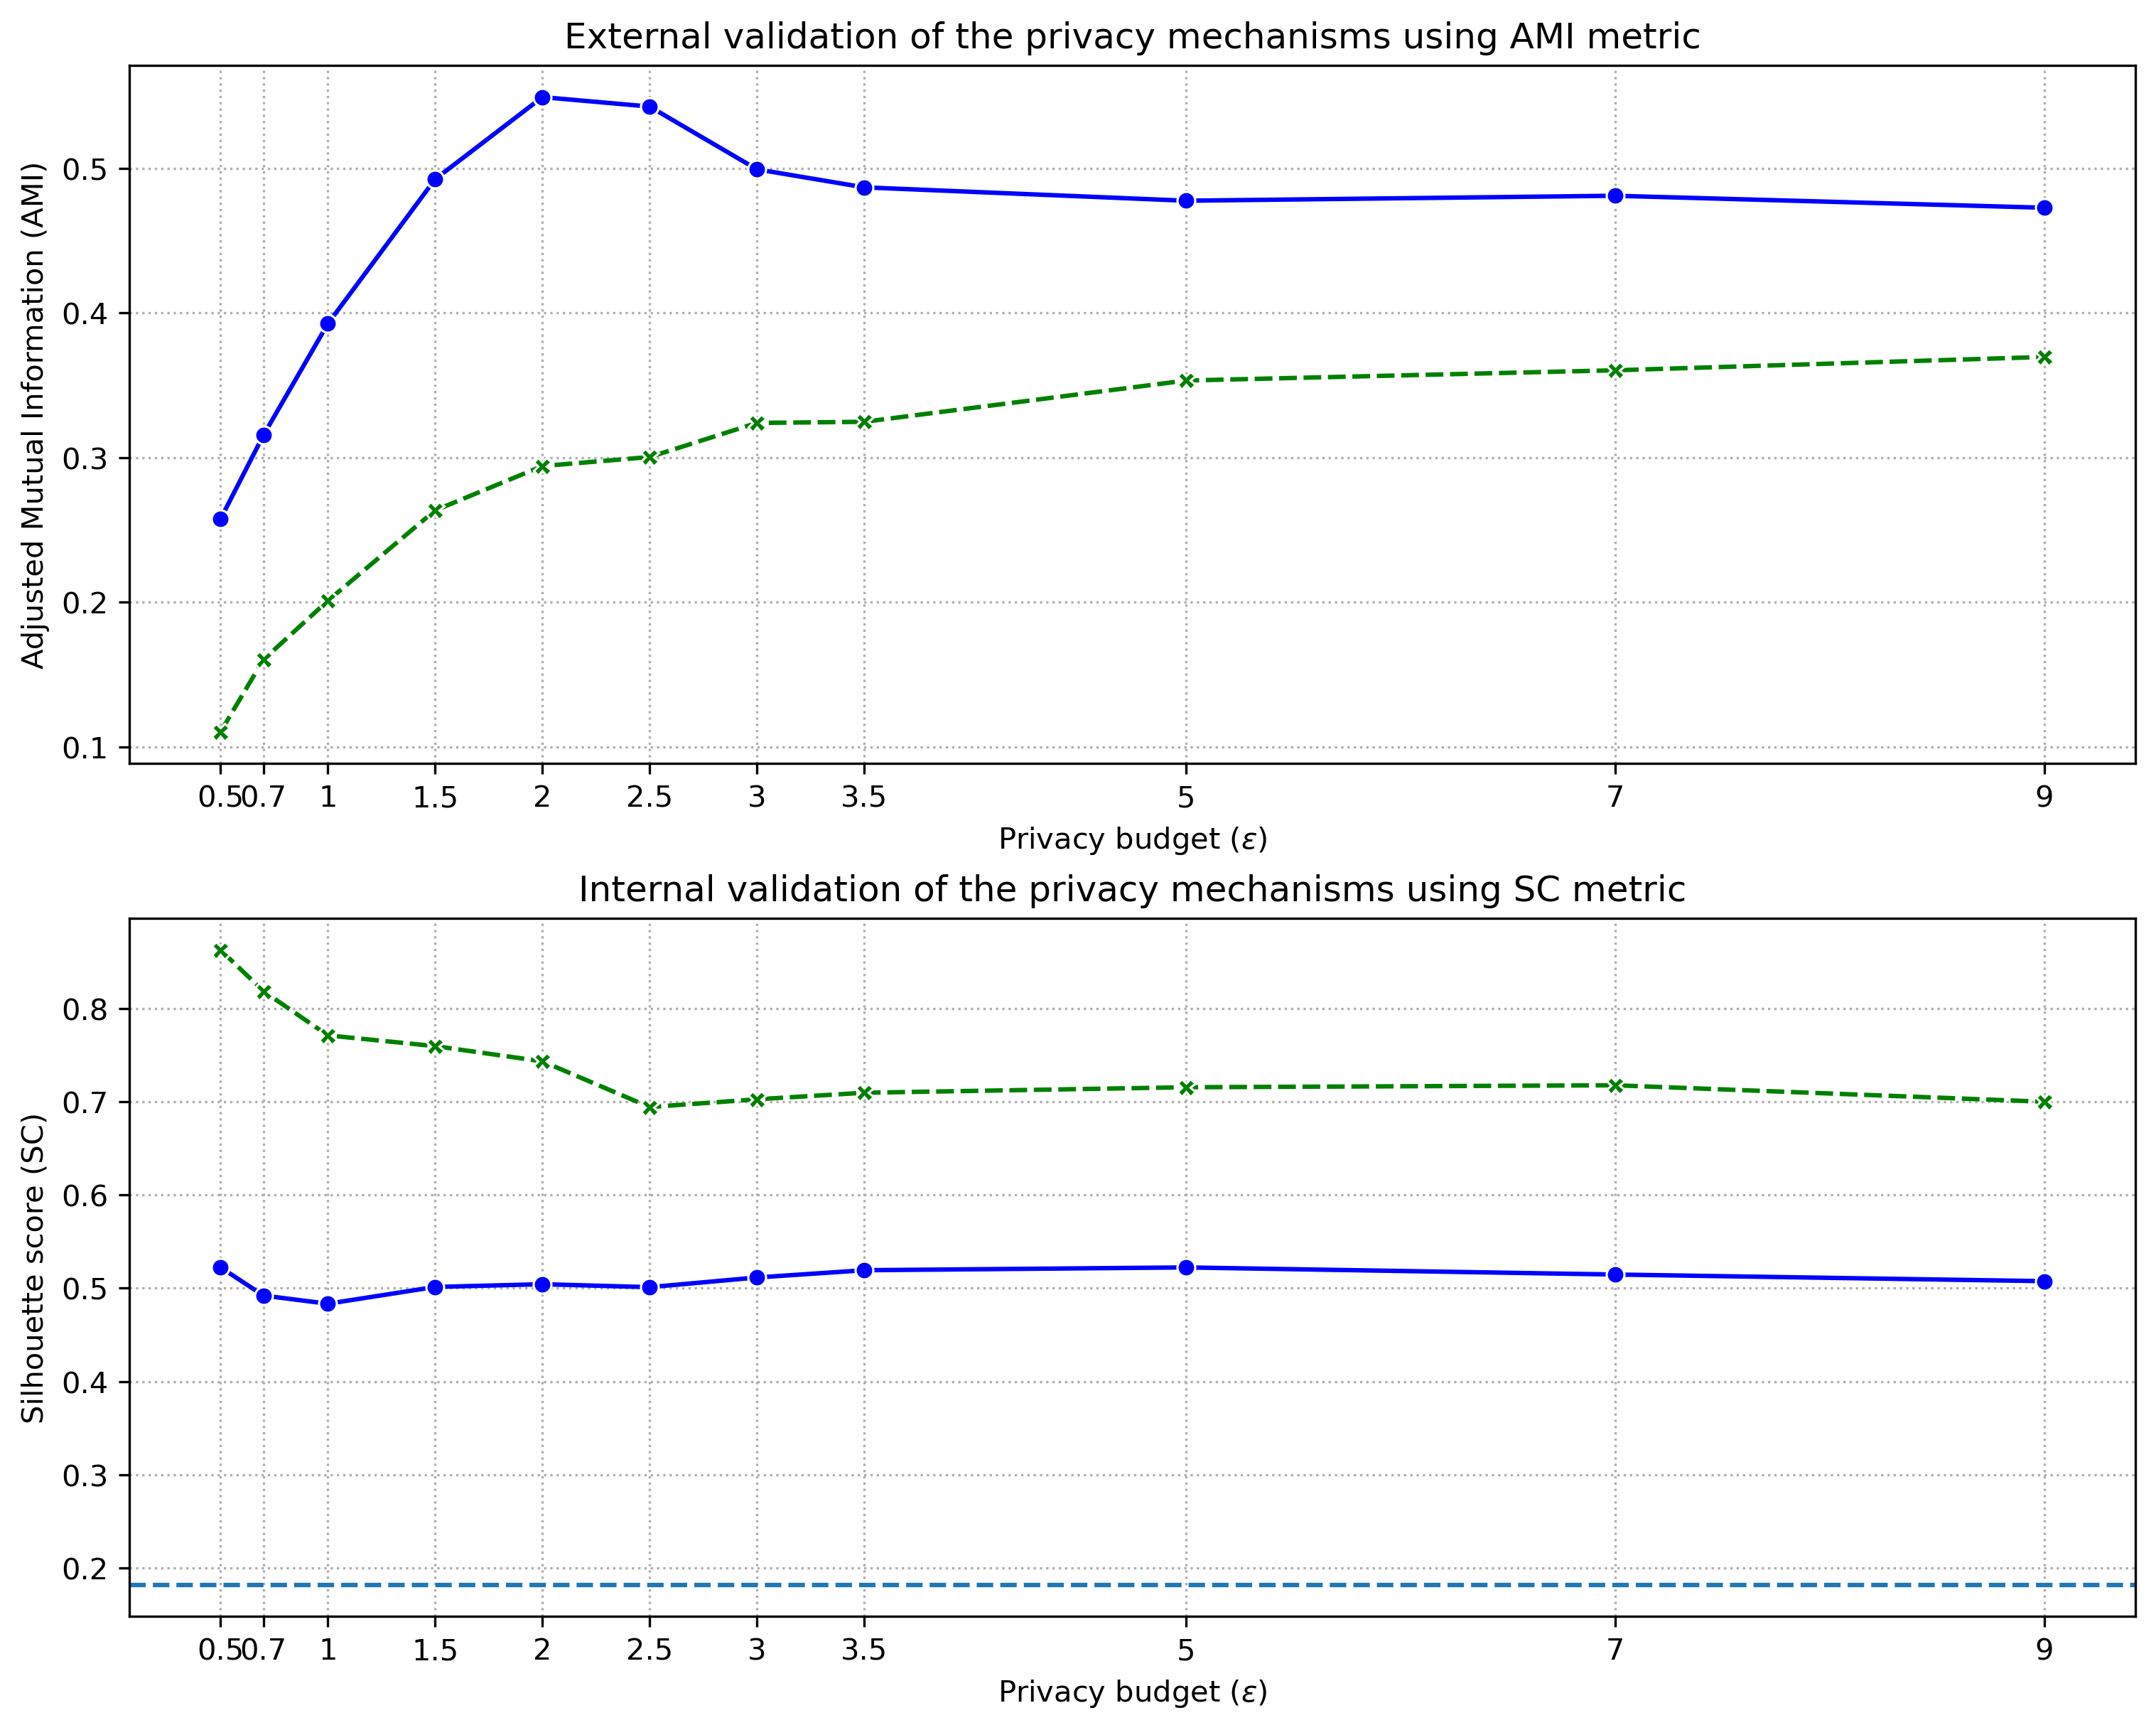 External validation of the privacy mechanisms using AMI metric
Adjusted Mutual Information (AMI)
0.5
0.4
0.3
0.2
0.1
0.5 0.7 1 1.5 2 2.5 3 3.5 5 7 9
Privacy budget (ε)
Internal validation of the privacy mechanisms using SC metric
Silhouette score (SC)
0.8
0.7
0.6
0.5
0.4
0.3
0.2
0.5 0.7 1 1.5 2 2.5 3 3.5 5 7 9
Privacy budget (ε)